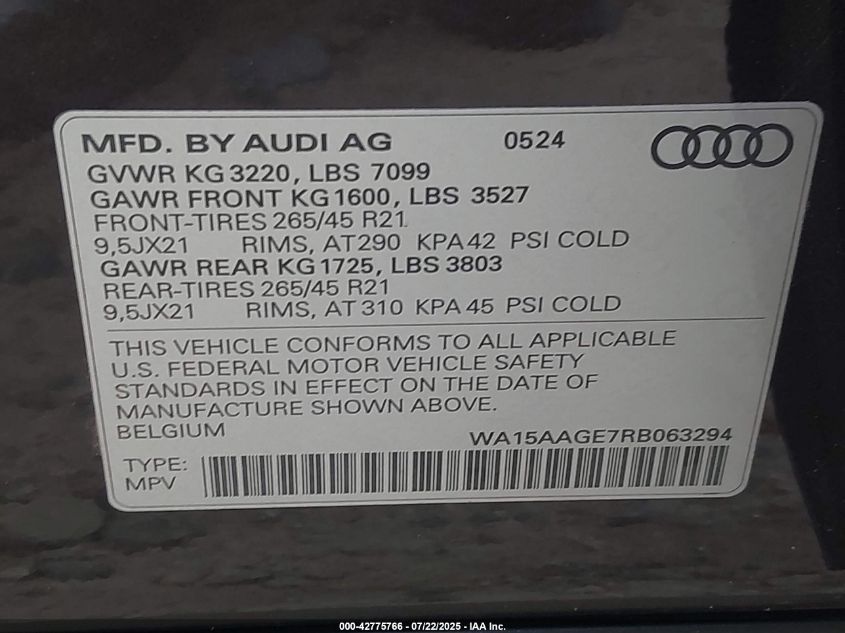 MFD. BY AUDI AG 0524
GVWR KG 3220, LBS 7099
GAWR FRONT KG 1600, LBS 3527
FRONT-TIRES 265/45 R21
9,5JX21 RIMS, AT 290 KPA 42 PSI COLD
GAWR REAR KG 1725, LBS 3803
REAR-TIRES 265/45 R21
9,5JX21 RIMS, AT 310 KPA 45 PSI COLD
THIS VEHICLE CONFORMS TO ALL APPLICABLE
U.S. FEDERAL MOTOR VEHICLE SAFETY
STANDARDS IN EFFECT ON THE DATE OF
MANUFACTURE SHOWN ABOVE.
BELGIUM
WA15AAGE7RB063294
TYPE:
MPV
000-42775766 - 07/22/2025 - IAA Inc.